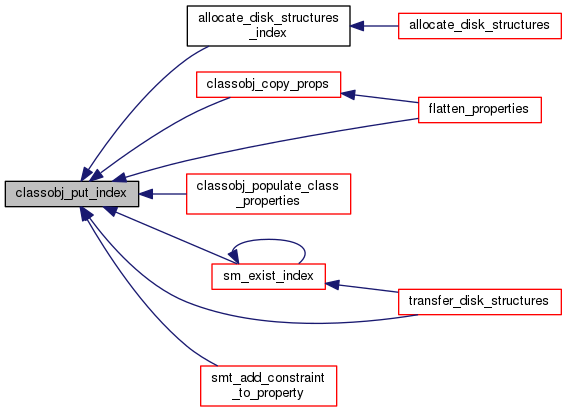 allocate_disk_structures
_index
allocate_disk_structures
classobj_copy_props
flatten_properties
classobj_put_index
classobj_populate_class
_properties
sm_exist_index
transfer_disk_structures
smt_add_constraint
_to_property